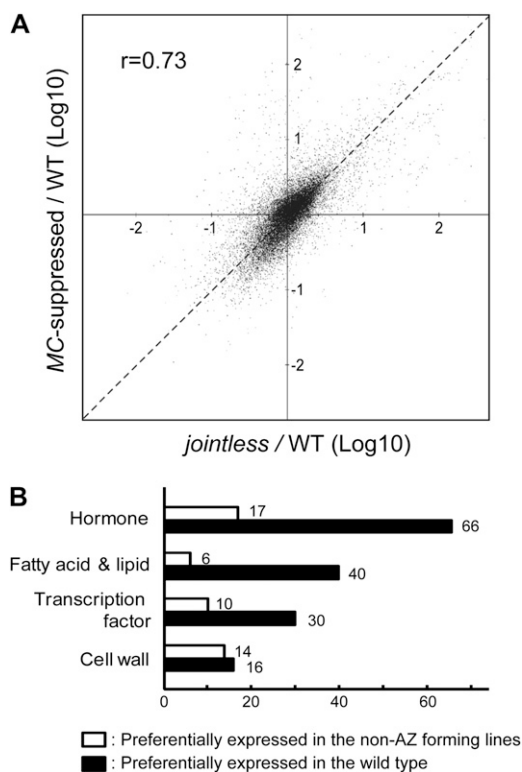 A
r=0.73
MC-suppressed / WT (Log10)
2
1
-2
-1
1
2
-1
-2
jointless / WT (Log10)
B
Hormone
17
66
Fatty acid & lipid
6
40
Transcription
factor
10
30
Cell wall
14
16
0
20
40
60
: Preferentially expressed in the non-AZ forming lines
: Preferentially expressed in the wild type